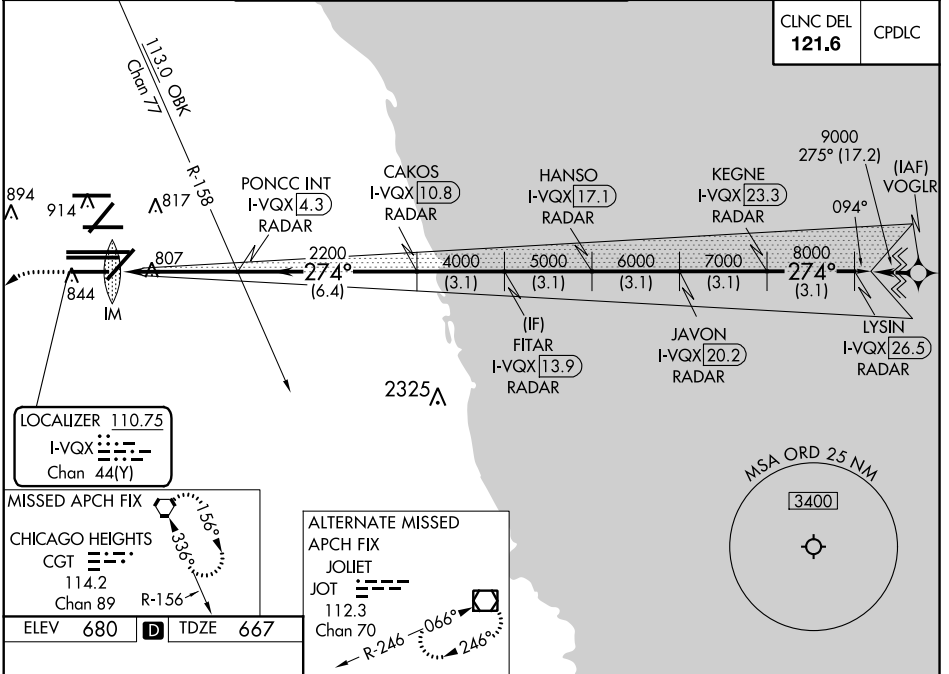 CLNC DEL
121.6
CPDLC
113.0 OBK
Chan 77
R-158
894
914
817
807
844
IM
PONCC INT
I-VQX 4.3
RADAR
CAKOS
I-VQX 10.8
RADAR
HANSO
I-VQX 17.1
RADAR
KEGNE
I-VQX 23.3
RADAR
9000
275° (17.2)
(IAF)
VOGLR
094°
2200
274°
(6.4)
4000
(3.1)
5000
(3.1)
6000
(3.1)
7000
(3.1)
8000
274°
(3.1)
(IF)
FITAR
I-VQX 13.9
RADAR
JAVON
I-VQX 20.2
RADAR
LYSIN
I-VQX 26.5
RADAR
2325
LOCALIZER 110.75
I-VQX
Chan 44(Y)
MISSED APCH FIX
CHICAGO HEIGHTS
CGT
114.2
Chan 89
R-156
156°
336°
ALTERNATE MISSED
APCH FIX
JOLIET
JOT
112.3
Chan 70
R-246
066°
246°
MSA ORD 25 NM
3400
ELEV 680 D TDZE 667